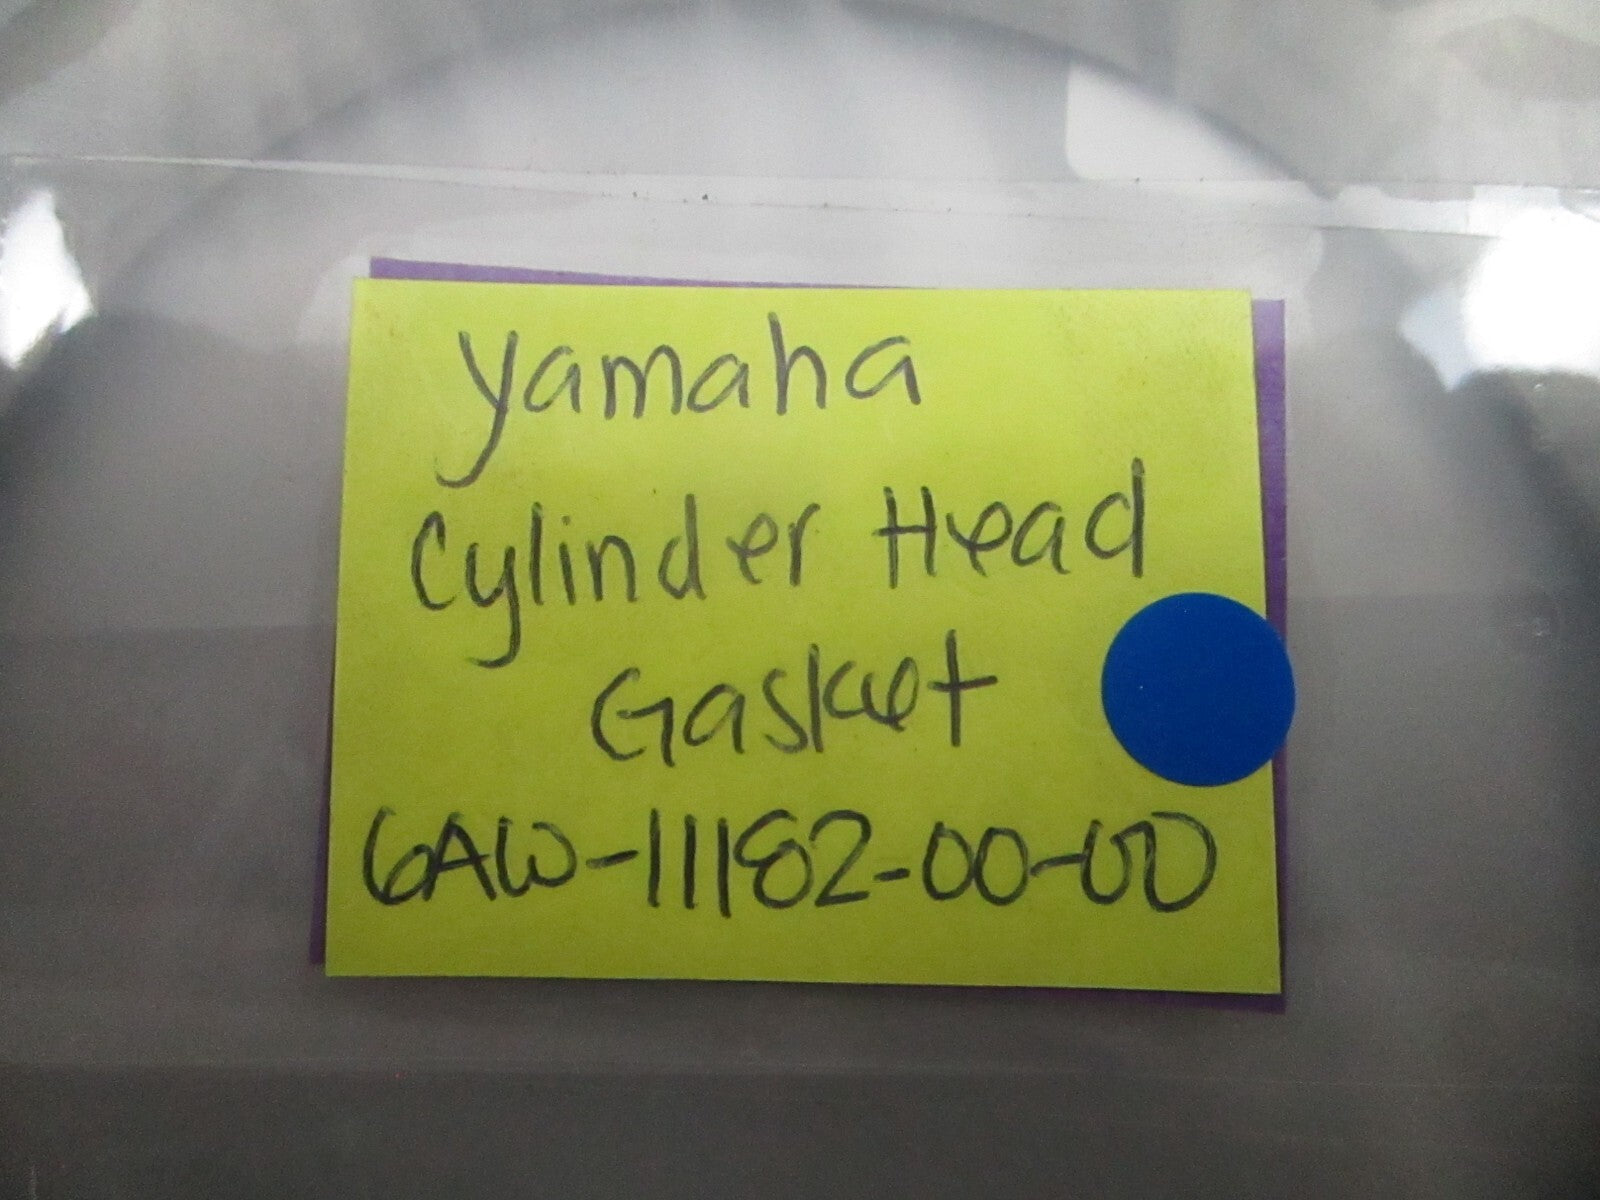 Yamaha
Cylinder Head
Gasket
6AW-11182-00-00